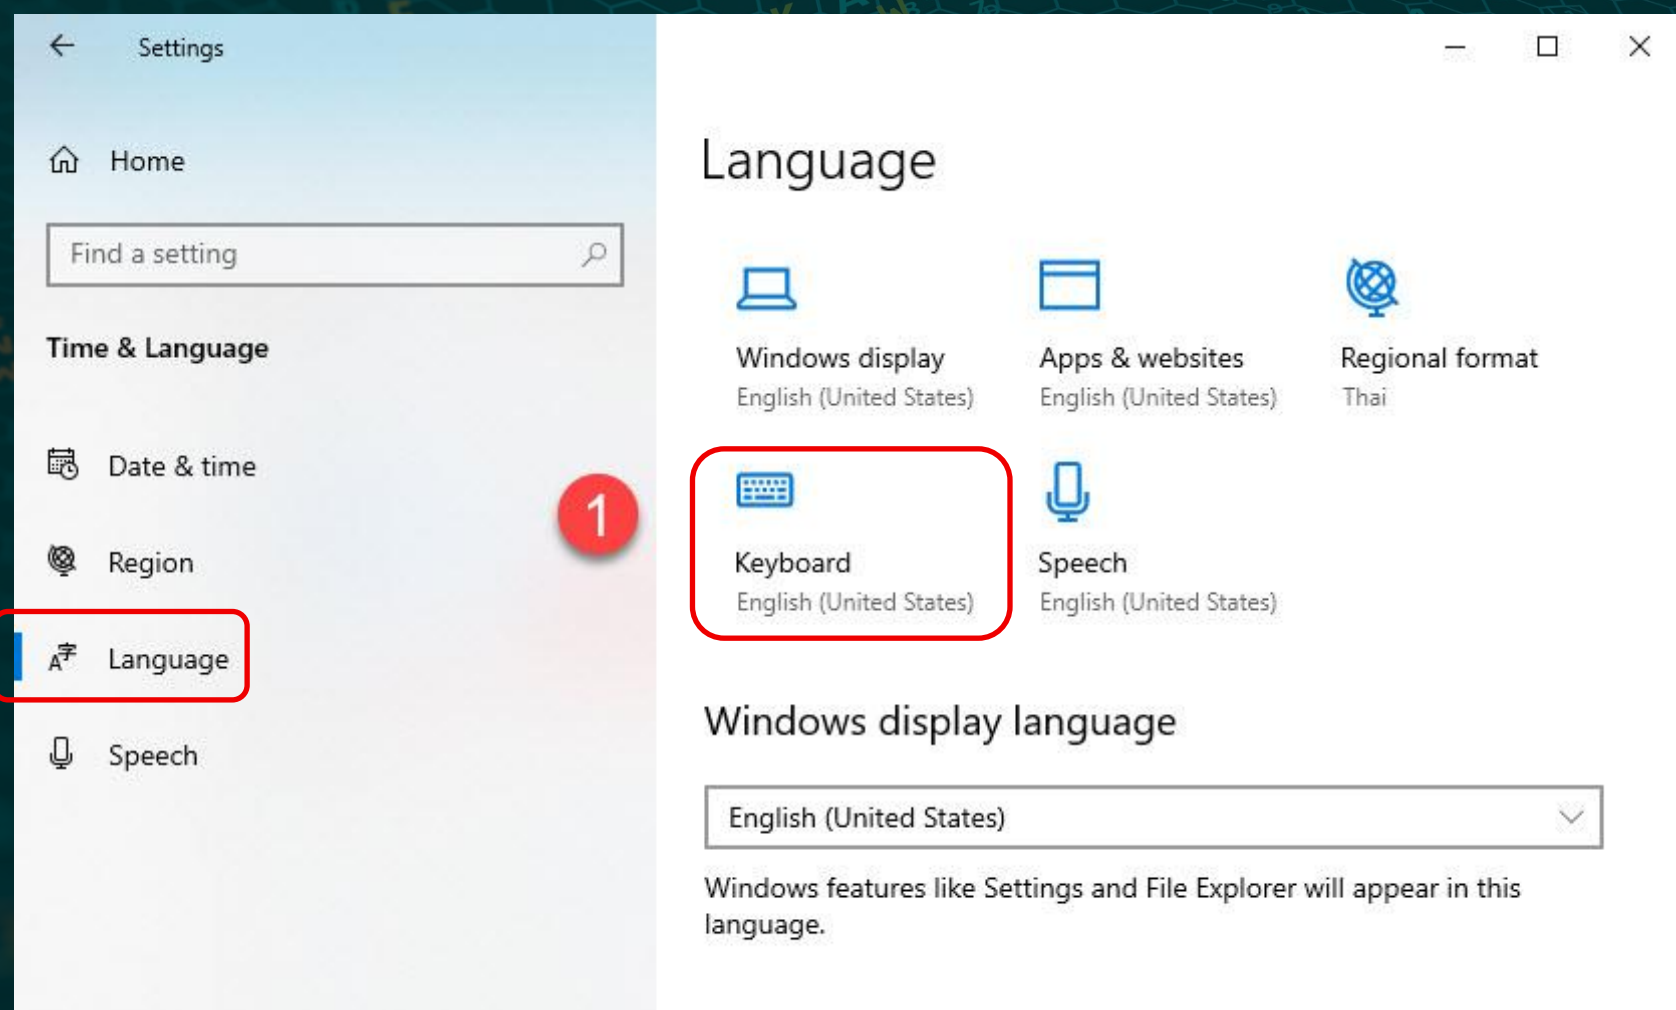 Settings
Home
Find a setting
Time & Language
Date & time
Region
Language
Speech
1
Language
Windows display
English (United States)
Apps & websites
English (United States)
Regional format
Thai
Keyboard
English (United States)
Speech
English (United States)
Windows display language
English (United States)
Windows features like Settings and File Explorer will appear in this
language.